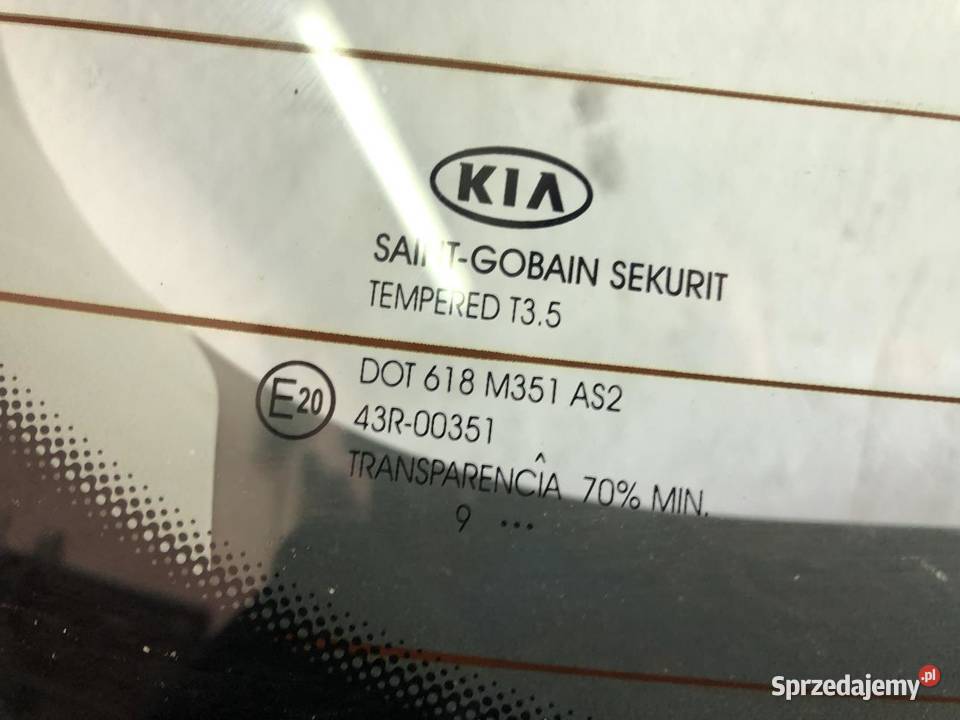 KIA
SAINT-GOBAIN SEKURIT
TEMPERED T3.5
E20
DOT 618 M351 AS2
43R-00351
TRANSPARENCÎA 70% MIN.
9 ...
Sprzedajemy.pl